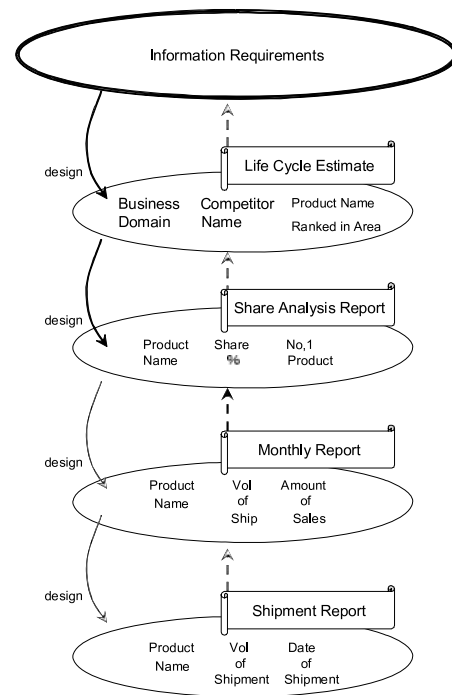 Information Requirements
design
Life Cycle Estimate
Business Competitor Product Name
Domain Name Ranked in Area
design
Share Analysis Report
Product Share No,1
Name % Product
design
Monthly Report
Product Vol Amount
Name of of
Ship Sales
design
Shipment Report
Product Vol Date
Name of of
Shipment Shipment